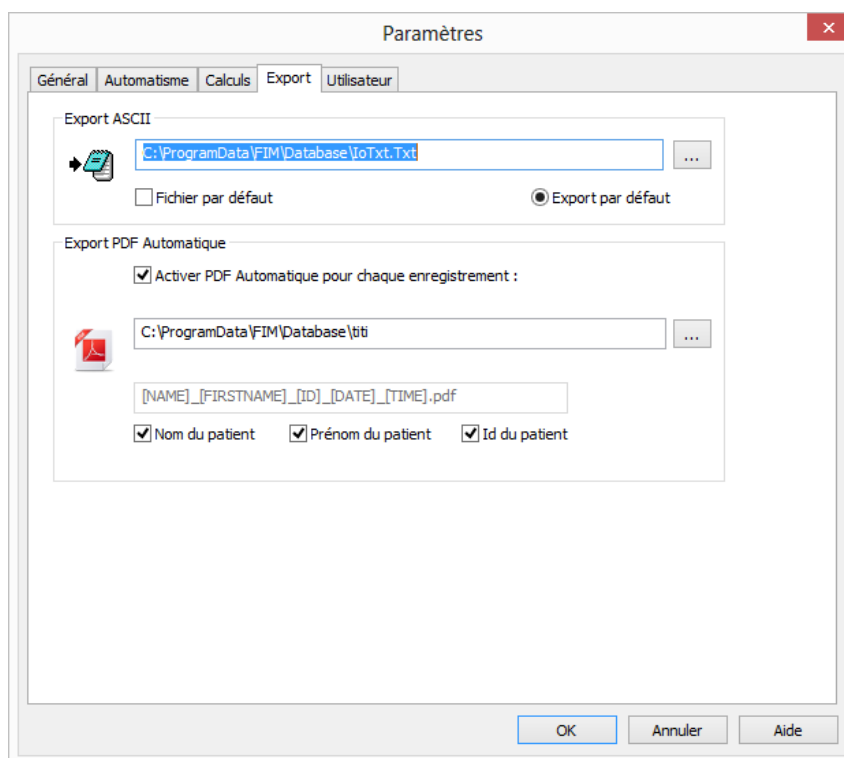 Paramètres
x
Général Automatisme Calculs Export Utilisateur
Export ASCII
C:\ProgramData\FIM\Database\IoTxt.Txt
...
Fichier par défaut Export par défaut
Export PDF Automatique
Activer PDF Automatique pour chaque enregistrement :
C:\ProgramData\FIM\Database\titi
...
[NAME]_[FIRSTNAME]_[ID]_[DATE]_[TIME].pdf
Nom du patient Prénom du patient Id du patient
OK Annuler Aide